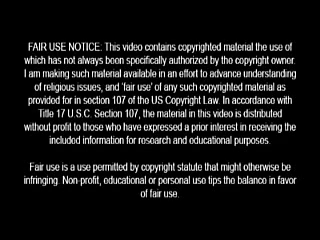 FAIR USE NOTICE: This video contains copyrighted material the use of
which has not always been specifically authorized by the copyright owner.
I am making such material available in an effort to advance understanding
of religious issues, and 'fair use' of any such copyrighted material as
provided for in section 107 of the US Copyright Law. In accordance with
Title 17 U.S.C. Section 107, the material in this video is distributed
without profit to those who have expressed a prior interest in receiving the
included information for research and educational purposes.
Fair use is a use permitted by copyright statute that might otherwise be
infringing. Non-profit, educational or personal use tips the balance in favor
of fair use.